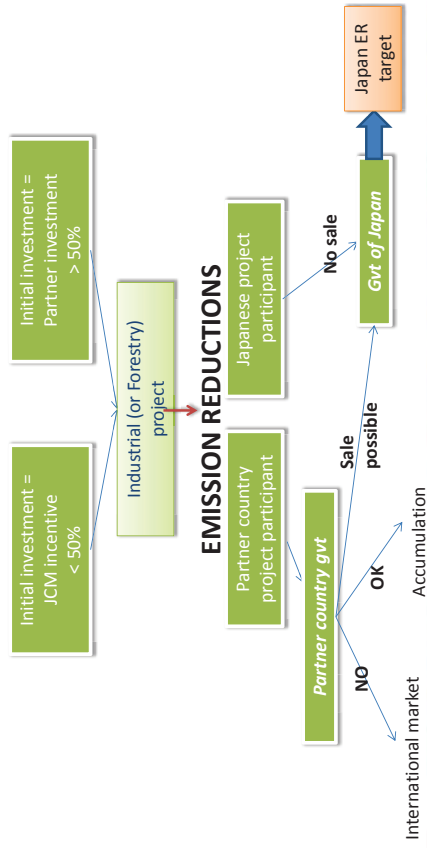 Initial investment =
JCM incentive
< 50%
Initial investment =
Partner investment
> 50%
Industrial (or Forestry)
project
EMISSION REDUCTIONS
Partner country
project participant
Japanese project
participant
Partner country gvt
No sale
Sale
possible
Gvt of Japan
Japan ER
target
NO
OK
International market
Accumulation